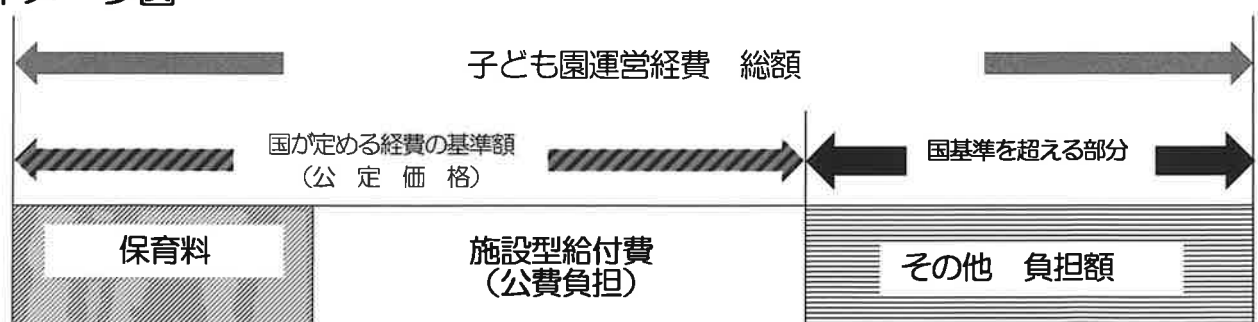 子ども園運営経費 総額
国が定める経費の基準額
（公 定 価 格）
国基準を超える部分
保育料
施設型給付費
（公費負担）
その他 負担額